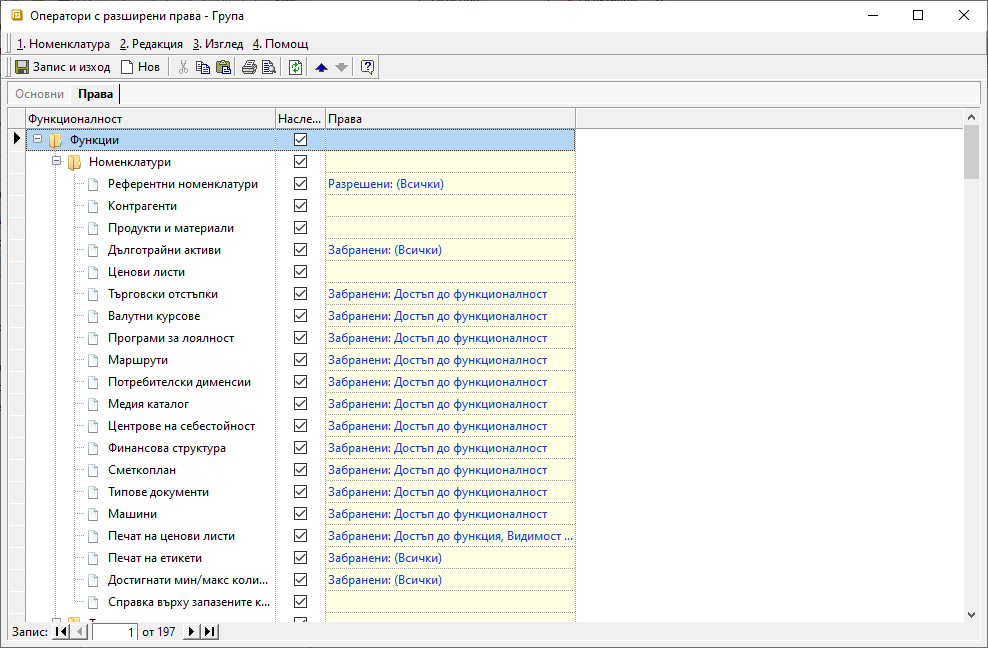 Оператори с разширени права - Група
1. Номенклатура 2. Редакция 3. Изглед 4. Помощ
Запис и изход Нов
Основни Права
Функционалност Насле... Права
Функции
Номенклатури
Референтни номенклатури Разрешени: (Всички)
Контрагенти
Продукти и материали
Дълготрайни активи Забранени: (Всички)
Ценови листи
Търговски отстъпки Забранени: Достъп до функционалност
Валутни курсове Забранени: Достъп до функционалност
Програми за лоялност Забранени: Достъп до функционалност
Маршрути Забранени: Достъп до функционалност
Потребителски дименсии Забранени: Достъп до функционалност
Медия каталог Забранени: Достъп до функционалност
Центрове на себестойност Забранени: Достъп до функционалност
Финансова структура Забранени: Достъп до функционалност
Сметкоплан Забранени: Достъп до функционалност
Типове документи Забранени: Достъп до функционалност
Машини Забранени: Достъп до функционалност
Печат на ценови листи Забранени: Достъп до функция, Видимост ...
Печат на етикети Забранени: (Всички)
Достигнати мин/макс коли... Забранени: (Всички)
Справка върху запазените к...
Запис: 1 от 197